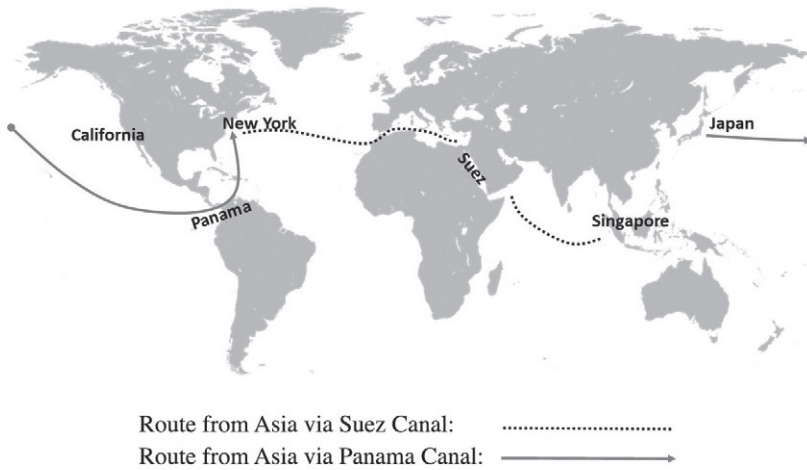 California
New York
Japan
Suez
Panama
Singapore
Route from Asia via Suez Canal:
Route from Asia via Panama Canal: